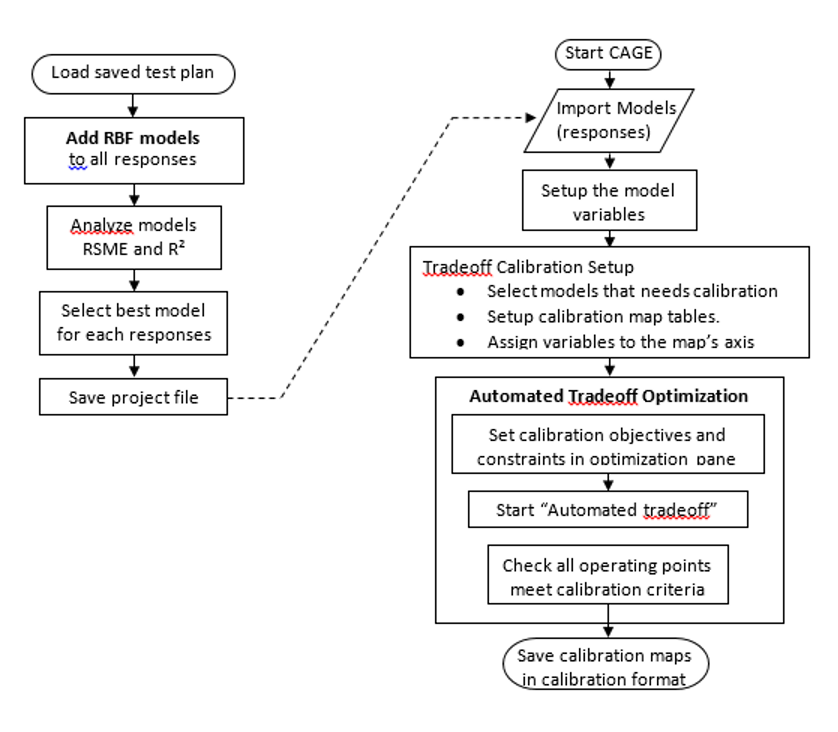 Load saved test plan
Add RBF models
to all responses
Analyze models
RSME and R²
Select best model
for each responses
Save project file
Start CAGE
Import Models
(responses)
Setup the model
variables
Tradeoff Calibration Setup
• Select models that needs calibration
• Setup calibration map tables.
• Assign variables to the map’s axis
Automated Tradeoff Optimization
Set calibration objectives and
constraints in optimization pane
Start “Automated tradeoff”
Check all operating points
meet calibration criteria
Save calibration maps
in calibration format